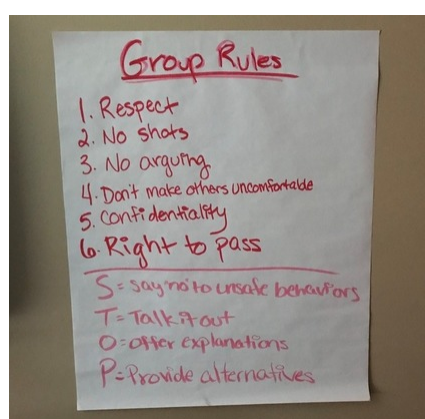 Group Rules
1. Respect
2. No shots
3. No arguing
4. Don't make others uncomfortable
5. Confidentiality
6. Right to pass
S = say no to unsafe behaviors
T = Talk it out
O = offer explanations
P = Provide alternatives